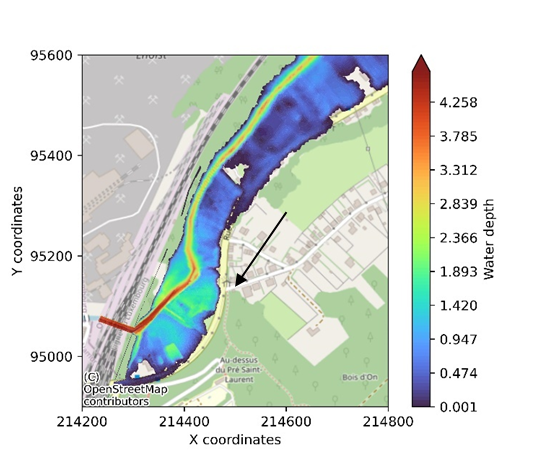 95600
95400
95200
95000
Y coordinates
214200
214400
214600
214800
X coordinates
(C)
OpenStreetMap
contributors
Au-dessus
du Pré Saint-
Laurent
Bois d'On
4.258
3.785
3.312
2.839
2.366
1.893
1.420
0.947
0.474
0.001
Water depth